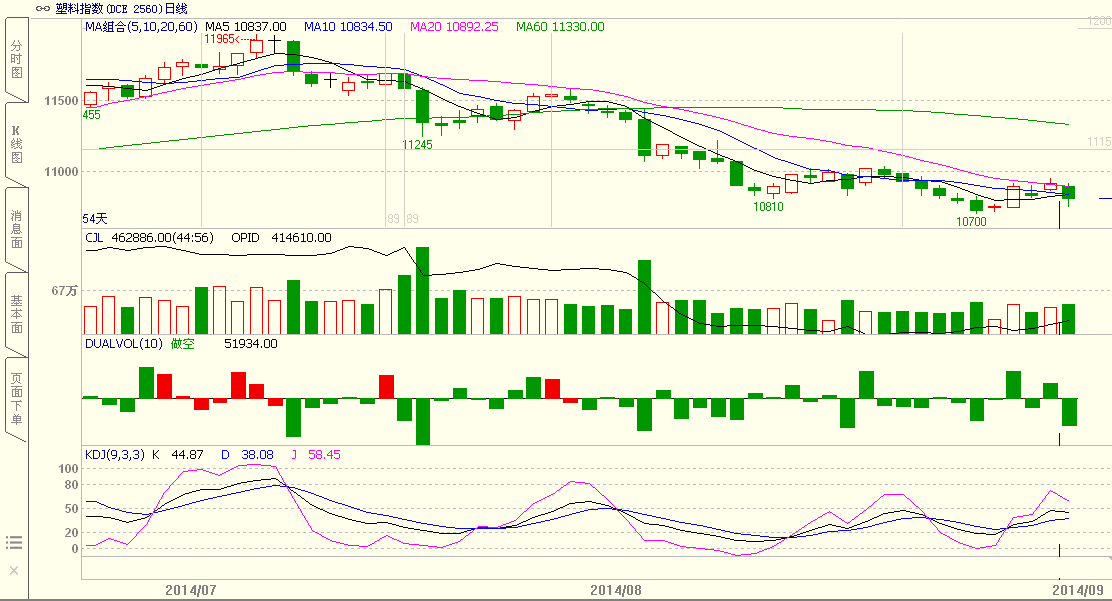 塑料指数(DCE 2560)日线
MA组合(5,10,20,60) MA5 10837.00 MA10 10834.50 MA20 10892.25 MA60 11330.00
1200
11965<
分时图
11500
455
K线图
11245
1115
11000
消息面
10810
10700
54天
89 89
CJL 462886.00(44:56) OPID 414610.00
67万
基本面
DUALVOL(10) 做空 51934.00
页面下单
KDJ(9,3,3) K 44.87 D 38.08 J 58.45
100
80
50
20
0
2014/07 2014/08 2014/09